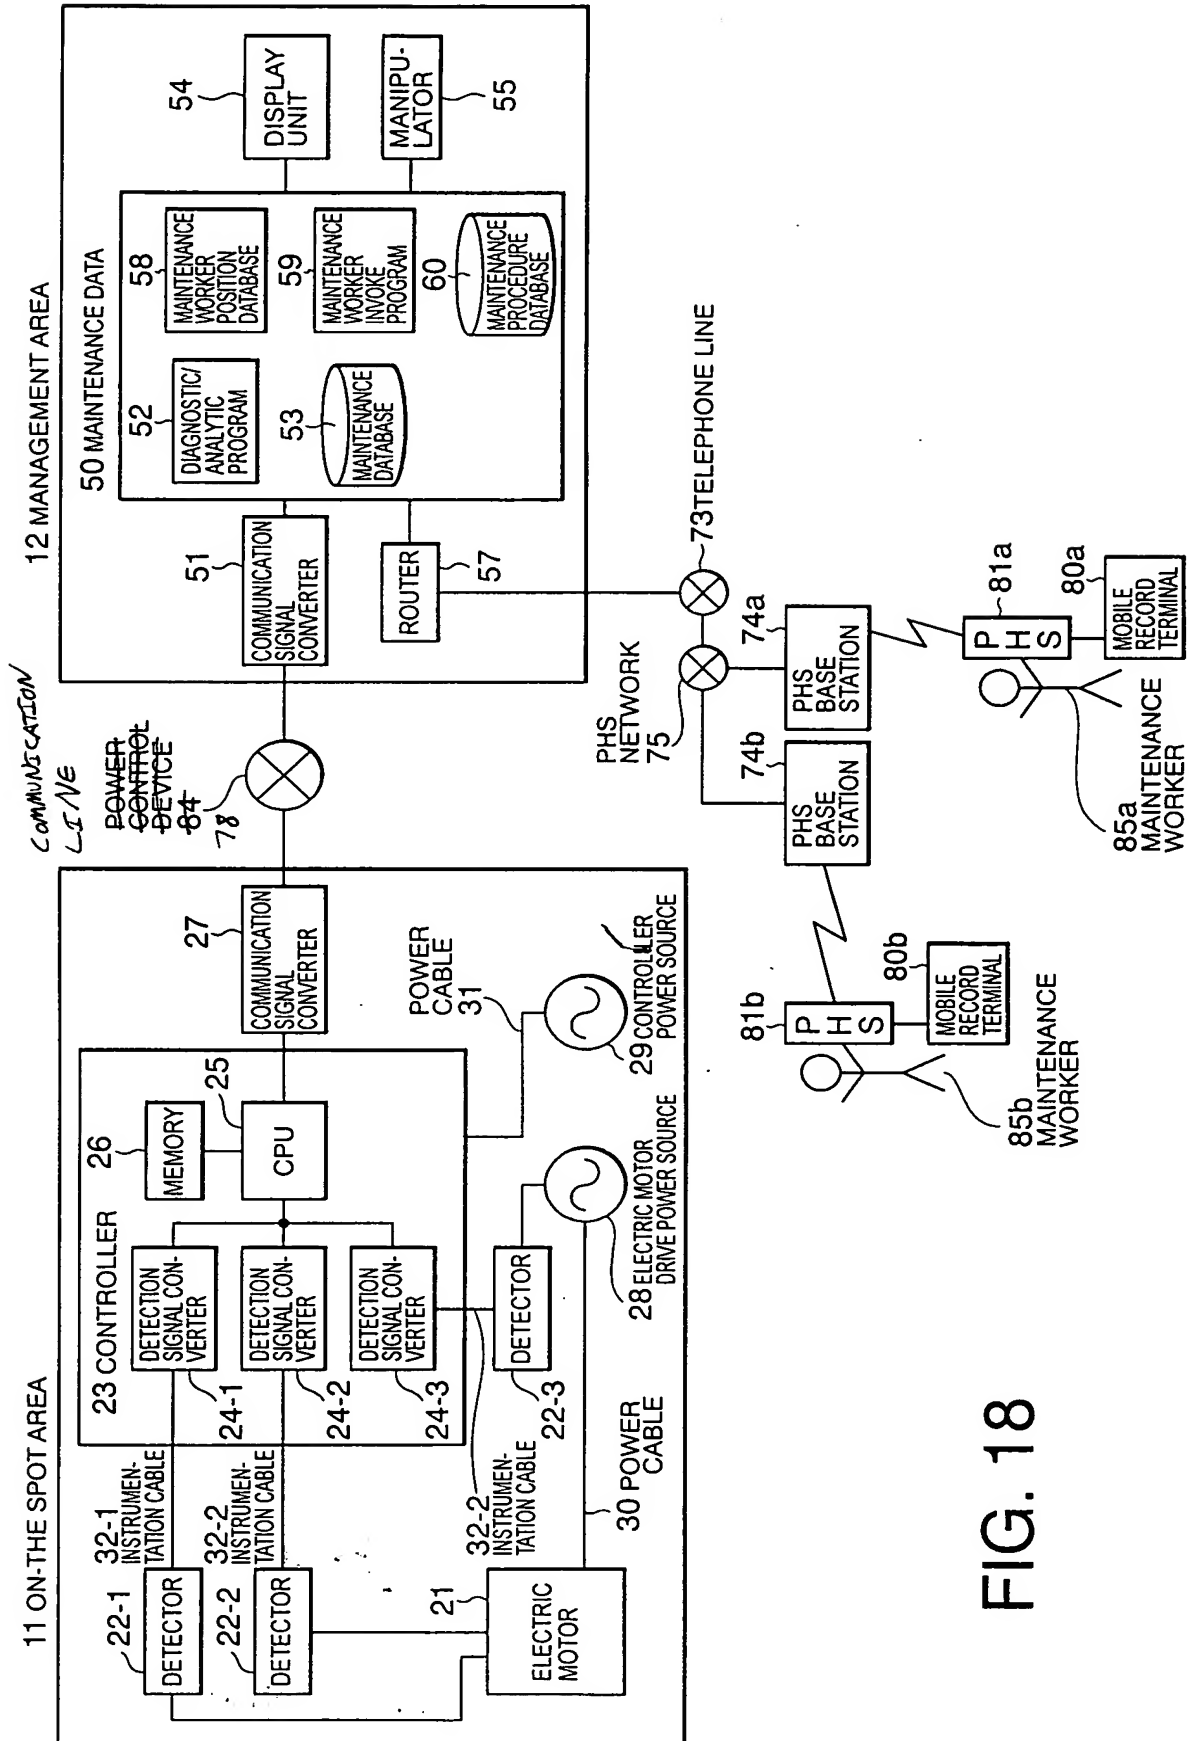 11 ON-THE SPOT AREA
23 CONTROLLER
22-1
DETECTOR
32-1
INSTRUMEN-
TATION CABLE
22-2
DETECTOR
32-2
INSTRUMEN-
TATION CABLE
21
ELECTRIC
MOTOR
DETECTION
SIGNAL CON-
VERTER
24-1
DETECTION
SIGNAL CON-
VERTER
24-2
DETECTION
SIGNAL CON-
VERTER
24-3
26
MEMORY
25
CPU
27
COMMUNICATION
SIGNAL
CONVERTER
32-2
INSTRUMEN-
TATION CABLE
DETECTOR
22-3
30 POWER
CABLE
28 ELECTRIC MOTOR
DRIVE POWER SOURCE
POWER
CABLE
31
29 CONTROLLER
POWER SOURCE
COMMUNICATION
LINE
POWER
CONTROL
DEVICE
84
78
12 MANAGEMENT AREA
50 MAINTENANCE DATA
51
COMMUNICATION
SIGNAL
CONVERTER
ROUTER
57
52
DIAGNOSTIC/
ANALYTIC
PROGRAM
53
MAINTENANCE
DATABASE
58
MAINTENANCE
WORKER
POSITION
DATABASE
59
MAINTENANCE
WORKER
INVOKE
PROGRAM
60
MAINTENANCE
PROCEDURE
DATABASE
54
DISPLAY
UNIT
MANIPU-
LATOR
55
73 TELEPHONE LINE
PHS
NETWORK
75
74b
PHS
BASE
STATION
74a
PHS
BASE
STATION
81b
PHS
80b
MOBILE
RECORD
TERMINAL
85b
MAINTENANCE
WORKER
81a
PHS
80a
MOBILE
RECORD
TERMINAL
85a
MAINTENANCE
WORKER
FIG. 18